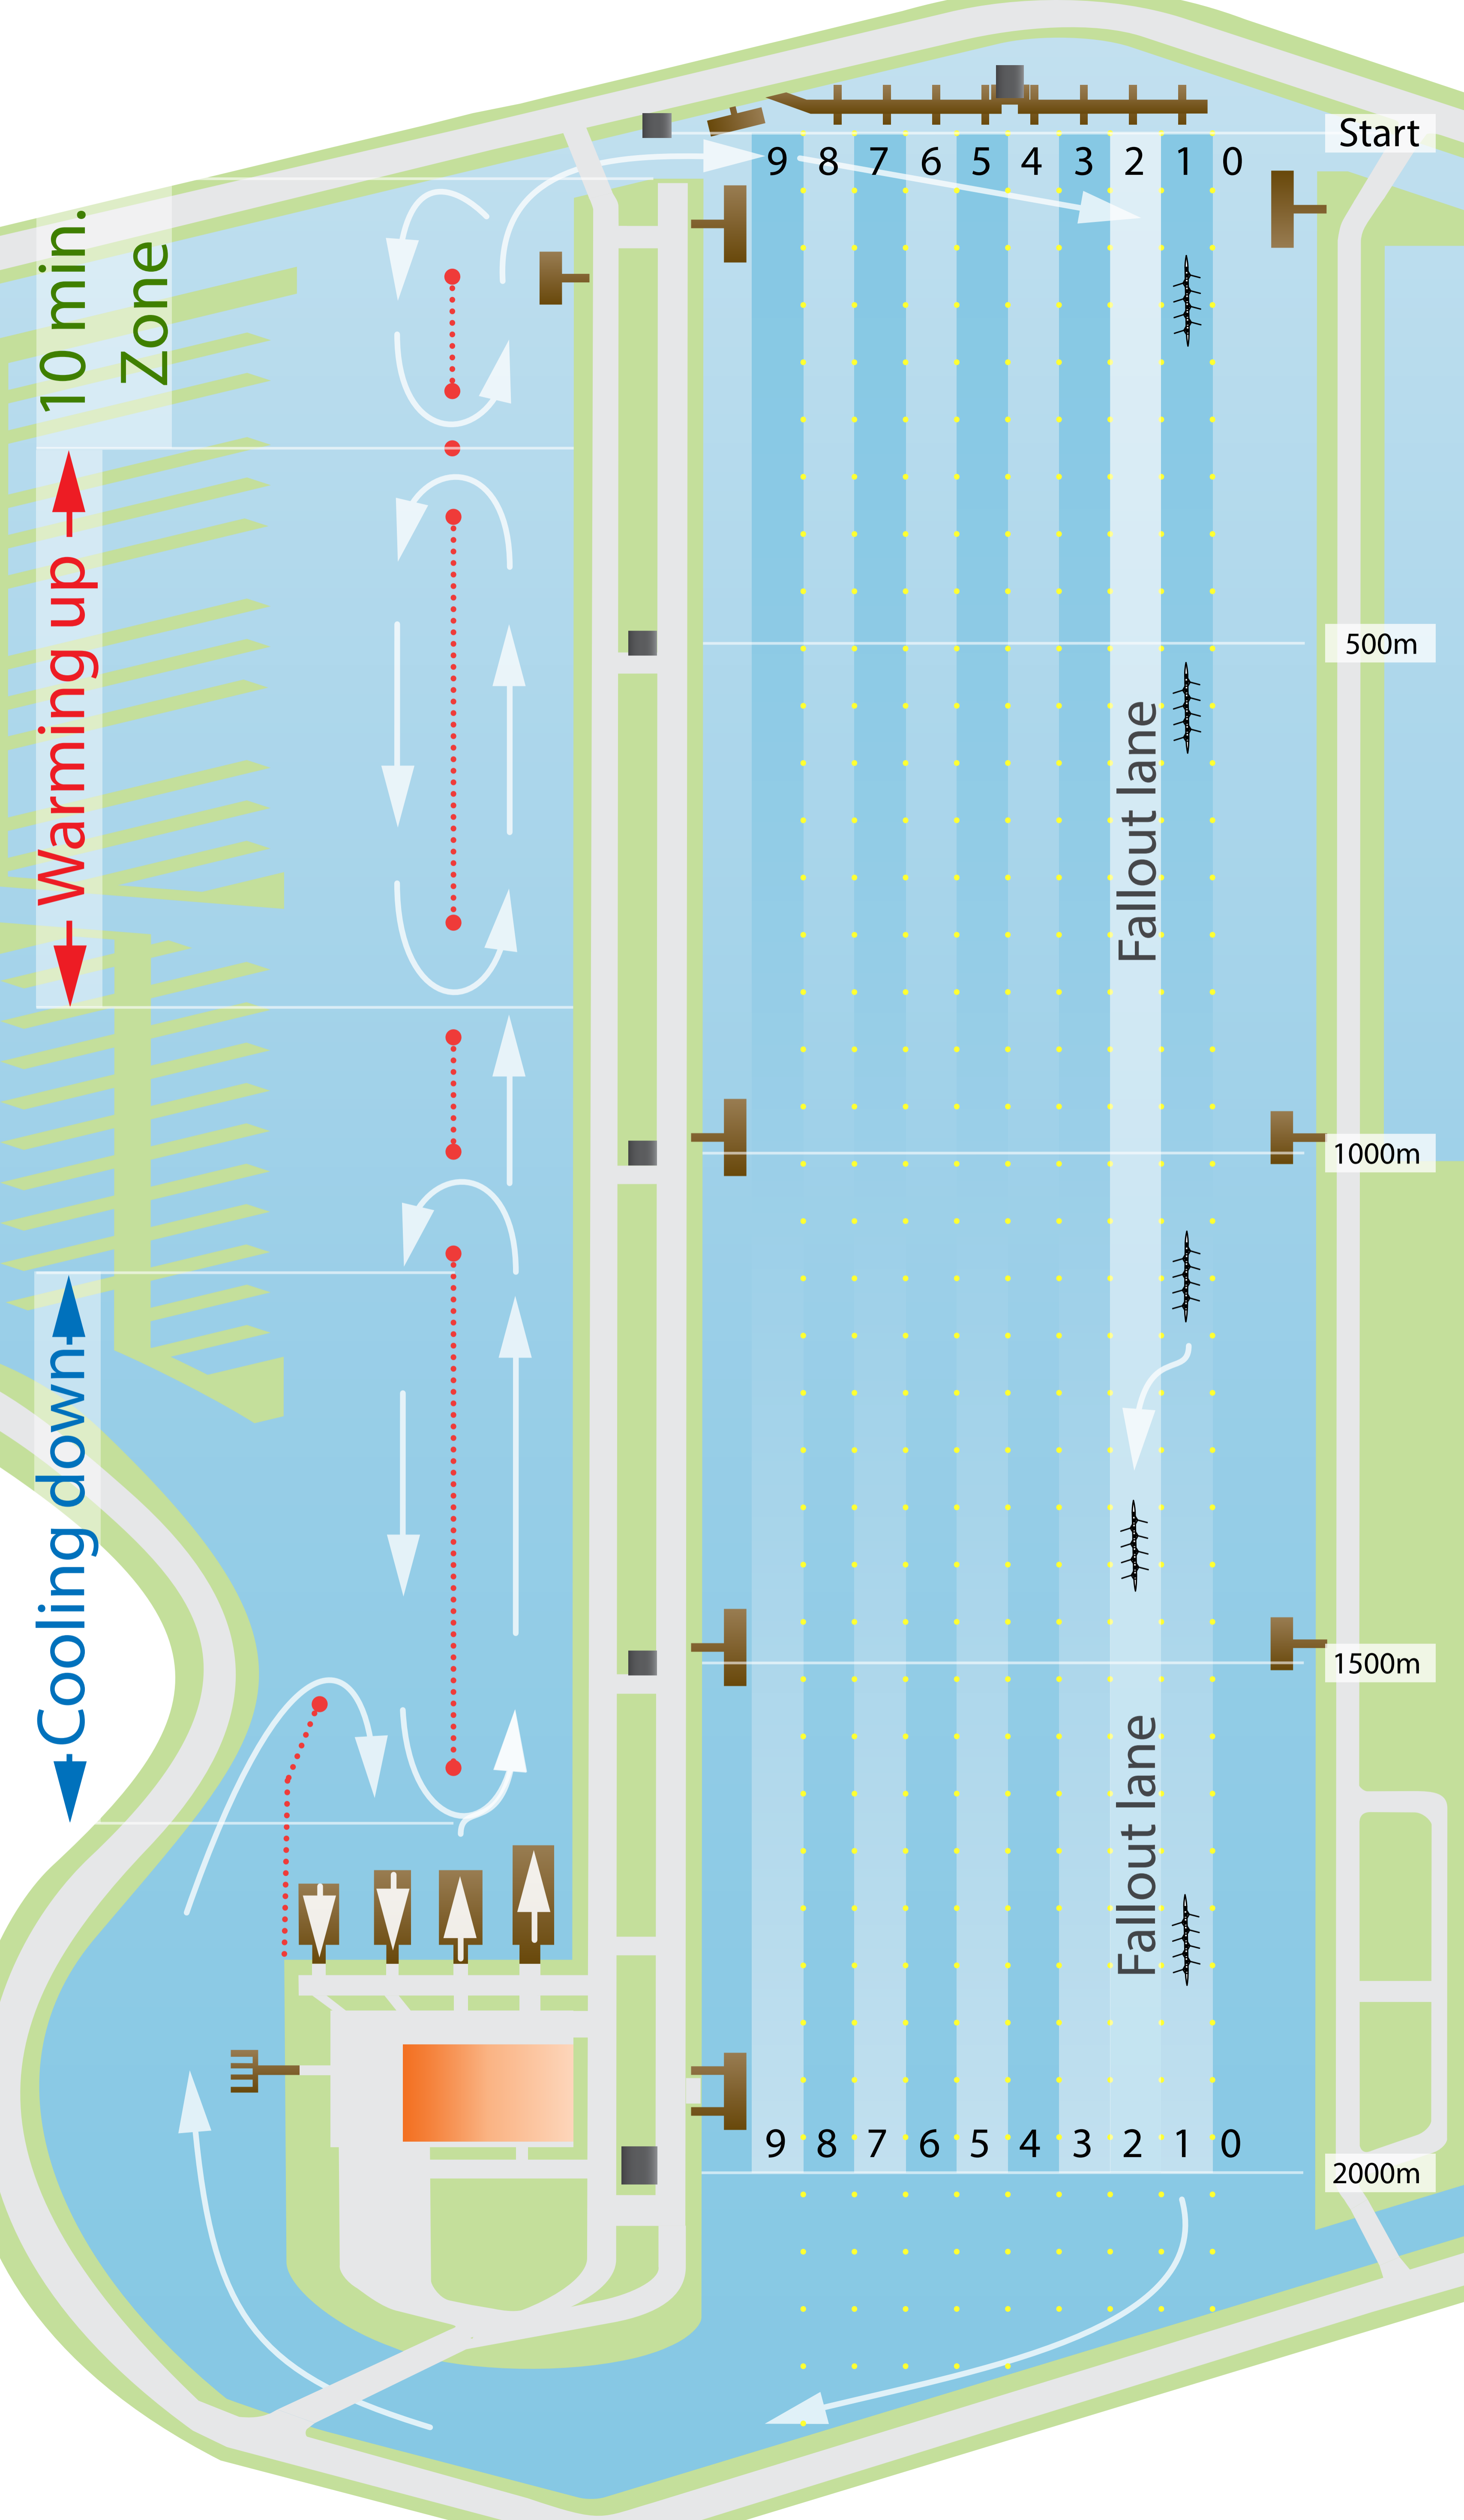 Start
9 8 7 6 5 4 3 2 1 0
10 min.
Zone
Warming up
500m
Fallout lane
1000m
Cooling down
1500m
Fallout lane
9 8 7 6 5 4 3 2 1 0
2000m